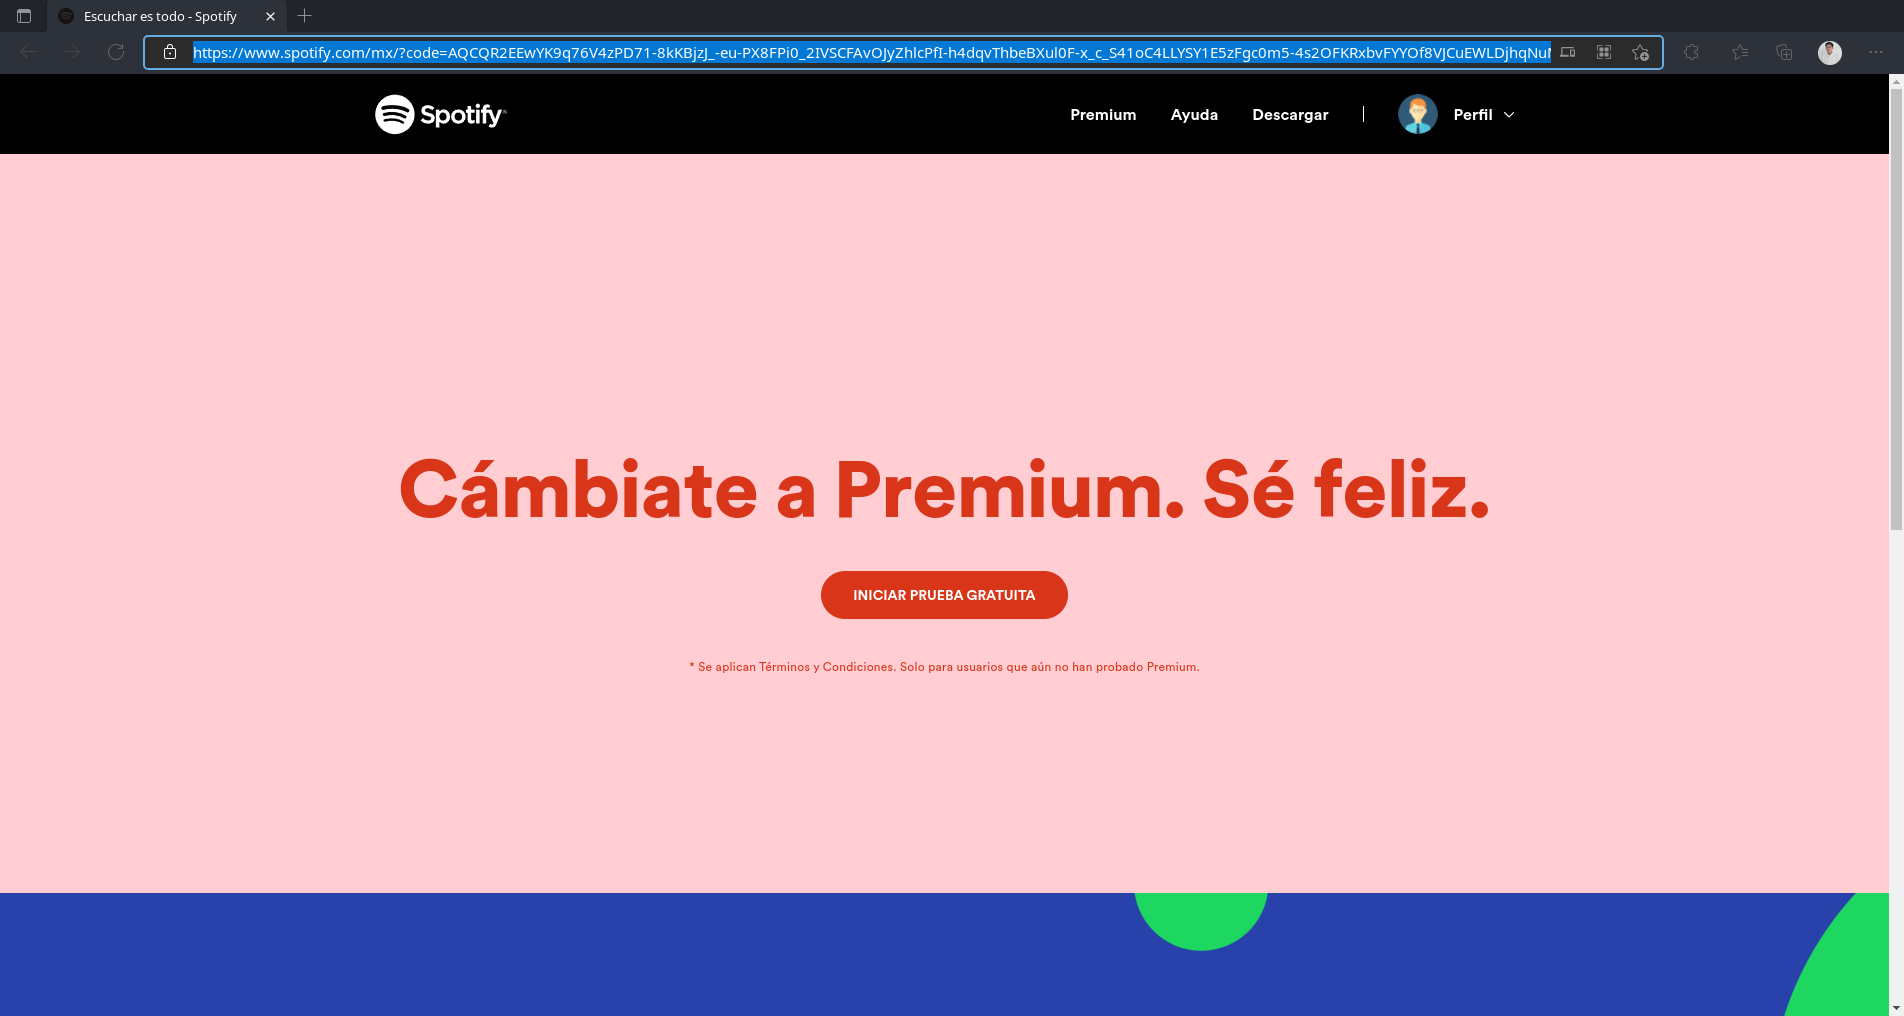 Escuchar es todo - Spotify
https://www.spotify.com/mx/?code=AQCQR2EEwYK9q76V4zPD71-8kKBjzJ_-eu-PX8FPi0_2IVSCFAvOJyZhlcPfI-h4dqvThbeBXul0F-x_c_S41oC4LLYSY1E5zFgc0m5-4s2OFKRxbvFYYOf8VJCuEWLDjhqNuI
Spotify®
Premium Ayuda Descargar Perfil
Cámbiate a Premium. Sé feliz.
INICIAR PRUEBA GRATUITA
* Se aplican Términos y Condiciones. Solo para usuarios que aún no han probado Premium.